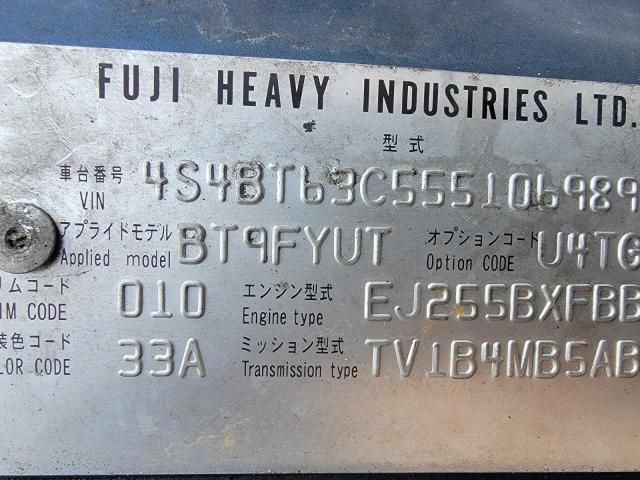 FUJI HEAVY INDUSTRIES LTD.
型式
車台番号 VIN 4S4BT63C555106989
アプライドモデル Applied model BT9FYUT オプションコード Option CODE U4TG
リムコード IM CODE 010 エンジン型式 Engine type EJ255BXFBB
装色コード LOR CODE 33A ミッション型式 Transmission type TV1B4MB5AB